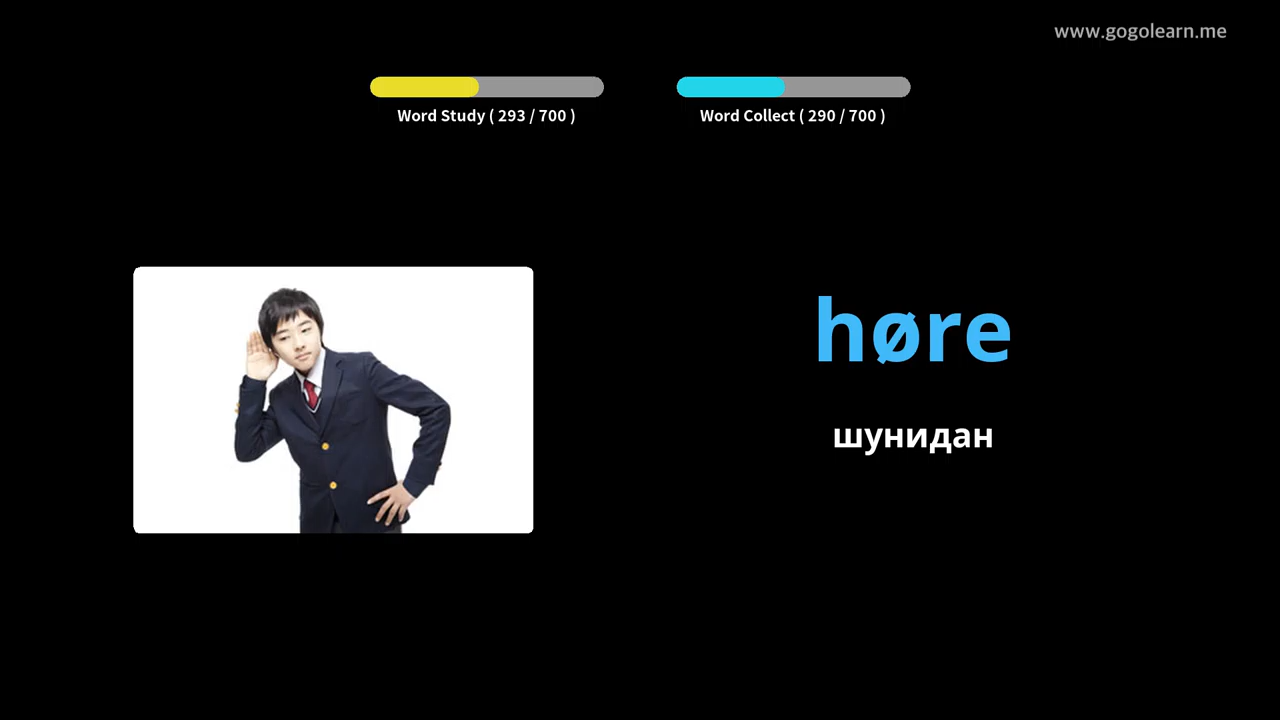 www.gogolearn.me
Word Study ( 293 / 700 )
Word Collect ( 290 / 700 )
høre
шунидан